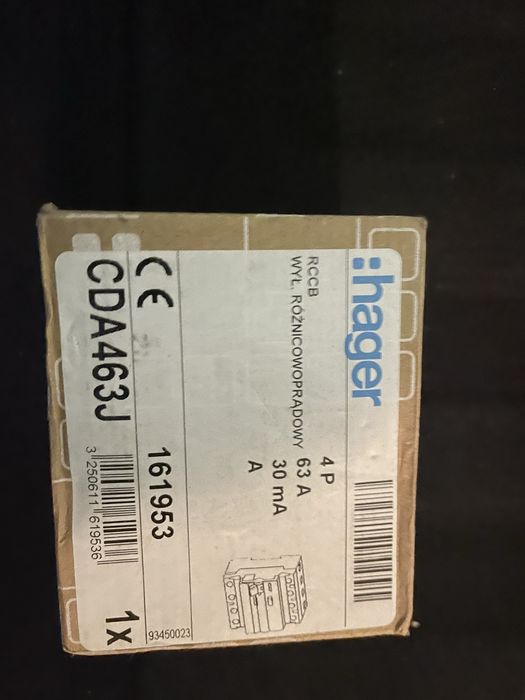 :hager
RCCB
WYŁ. RÓŻNICOWOPRĄDOWY
4 P
63 A
30 mA
A
CE
161953
93450023
CDA463J
3 250611 619536
1x